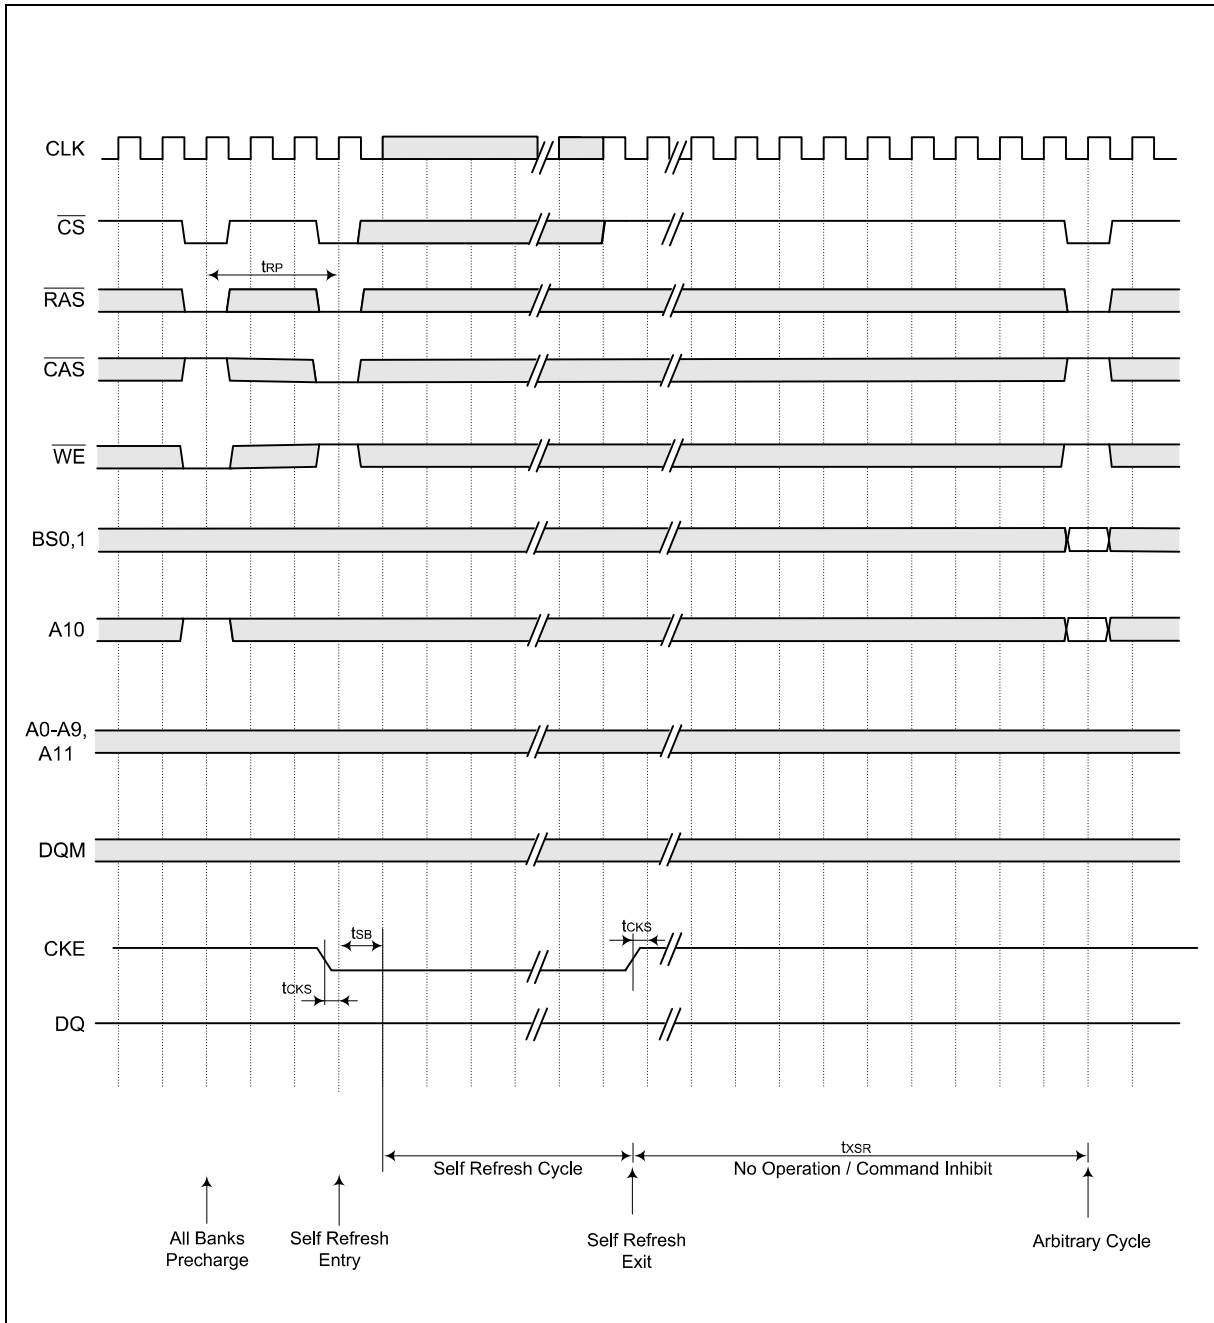 CLK
CS
tRP
RAS
CAS
WE
BS0,1
A10
A0-A9,
A11
DQM
tSB
tCKS
CKE
tCKS
DQ
tXSR
Self Refresh Cycle
No Operation / Command Inhibit
All Banks
Precharge
Self Refresh
Entry
Self Refresh
Exit
Arbitrary Cycle